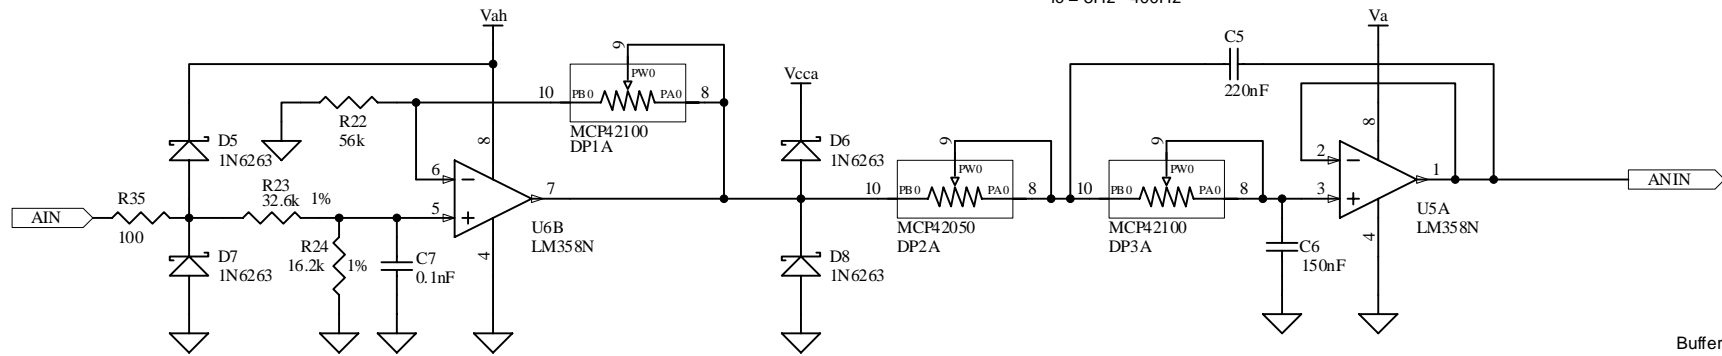 Vah
Va
C5
220nF
9
PW0
10
PB0
PA0
8
MCP42100
DP1A
R22
56k
Vcca
D5
1N6263
8
D6
1N6263
9
PW0
10
PB0
PA0
8
MCP42050
DP2A
9
PW0
10
PB0
PA0
8
MCP42100
DP3A
8
2
3
1
U5A
LM358N
4
ANIN
AIN
R35
100
R23
32.6k 1%
6
5
7
U6B
LM358N
4
D7
1N6263
R24
16.2k
1%
C7
0.1nF
D8
1N6263
C6
150nF
Buffer